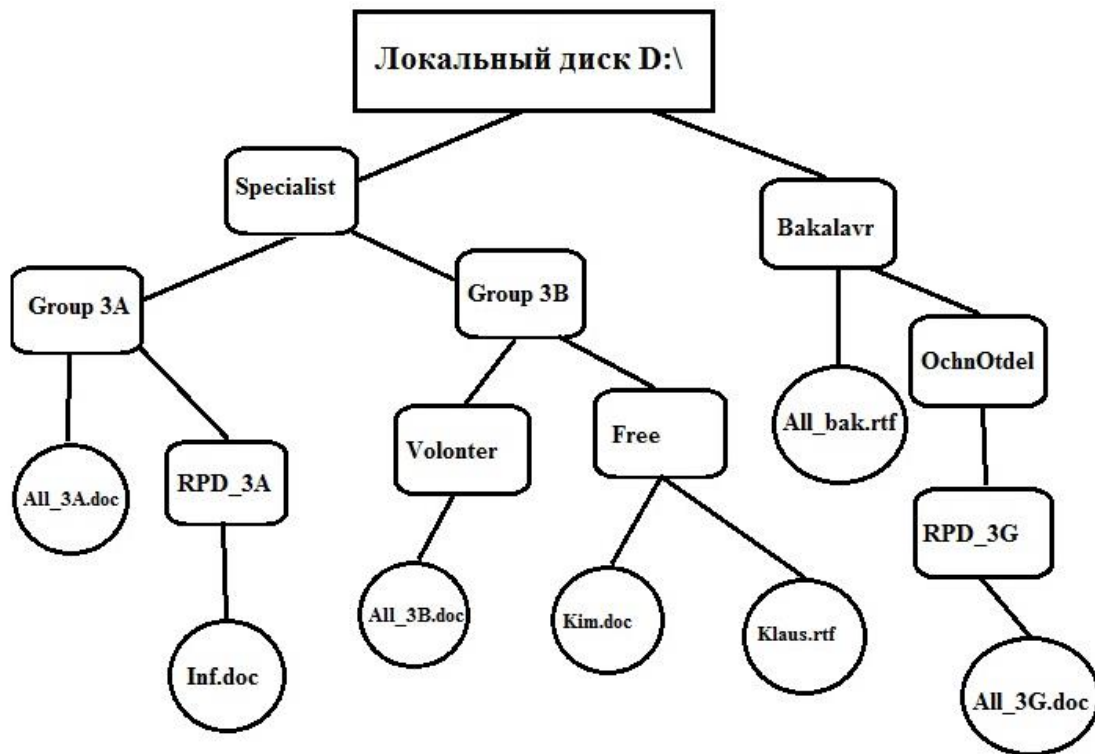 Локальный диск D:\
Specialist
Bakalavr
Group 3A
Group 3B
OchnOtdel
All_bak.rtf
Volonter
Free
RPD_3A
All_3A.doc
RPD_3G
All_3B.doc
Kim.doc
Klaus.rtf
Inf.doc
All_3G.doc